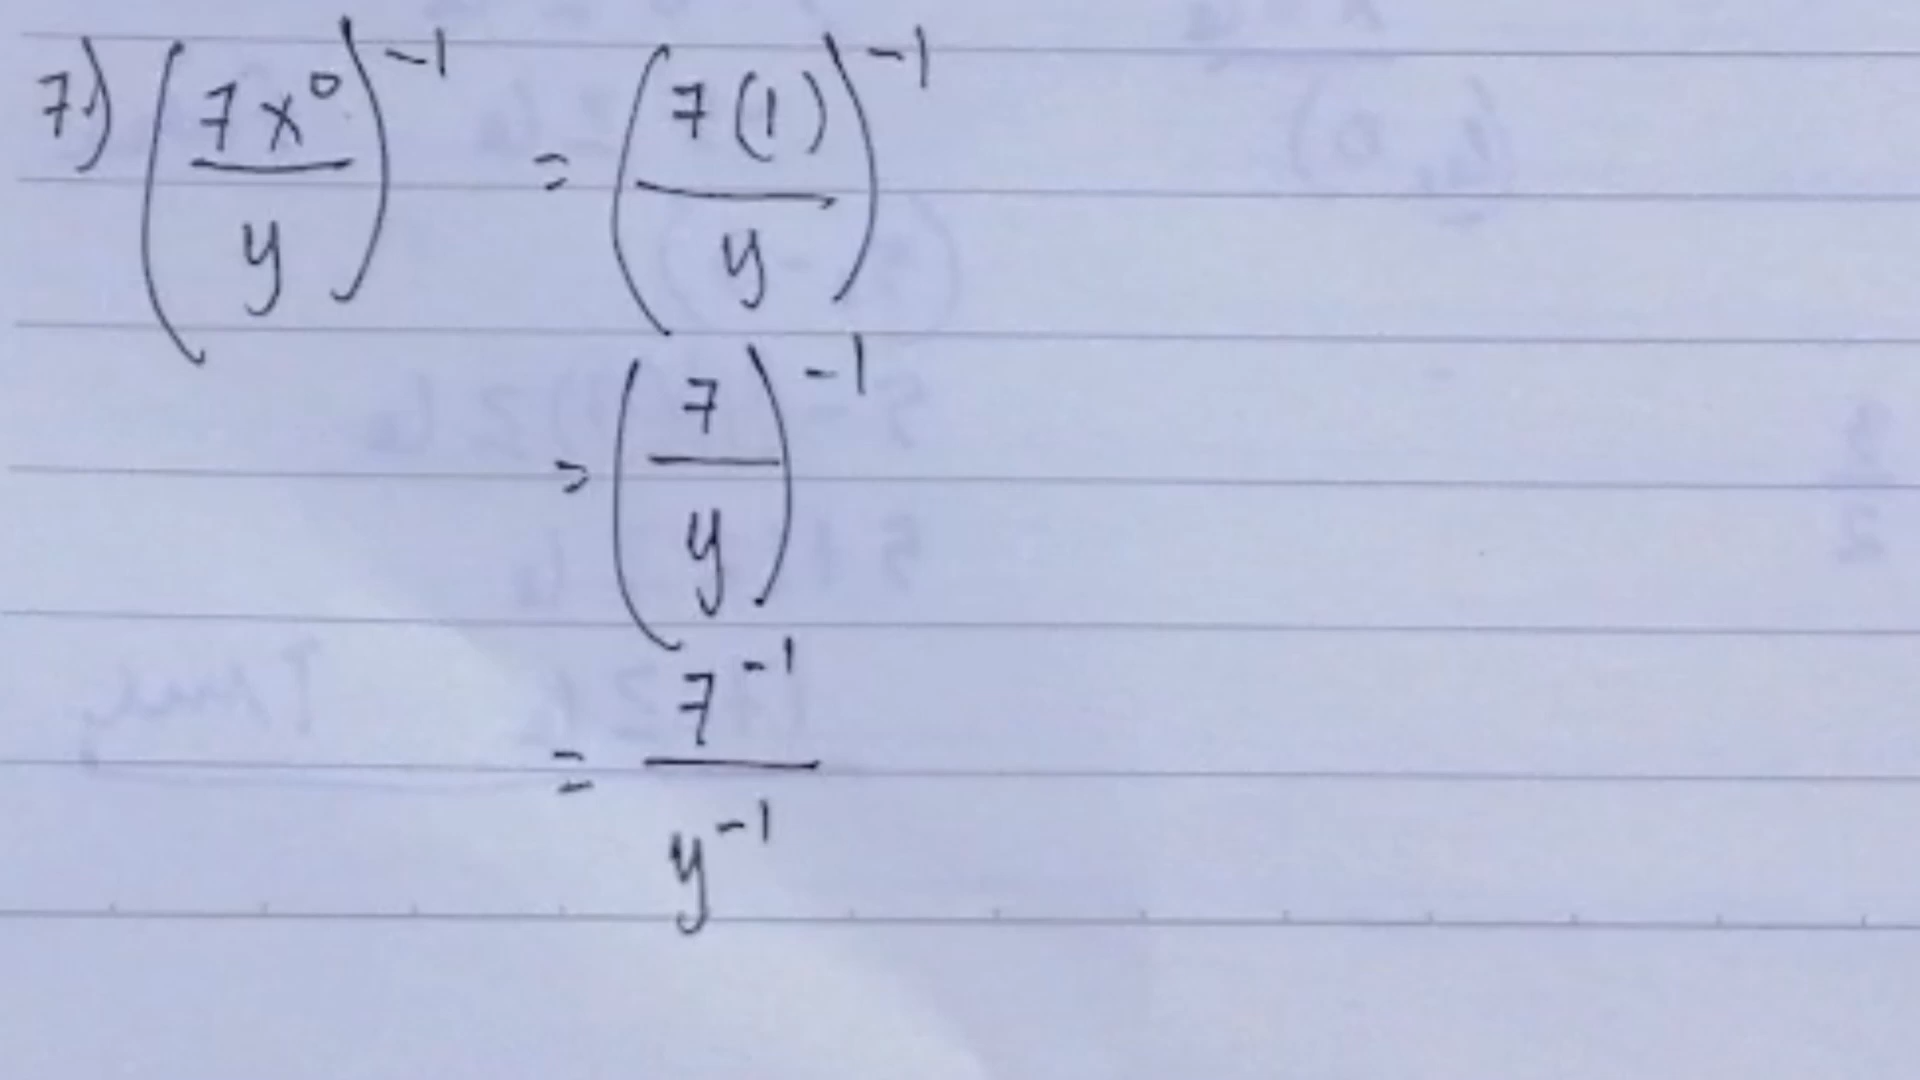 7) (7x⁰/y)⁻¹ = (7(1)/y)⁻¹
= (7/y)⁻¹
= 7⁻¹/y⁻¹